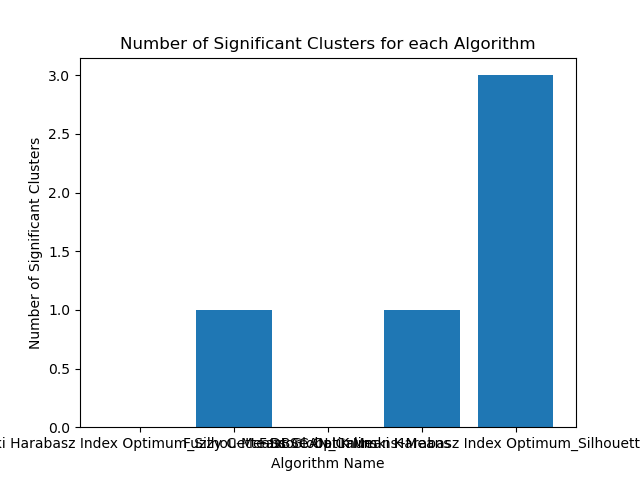 Number of Significant Clusters for each Algorithm
Number of Significant Clusters
3.0
2.5
2.0
1.5
1.0
0.5
0.0
Harabasz Index Index Optimum_Silhouett
Algorithm Name